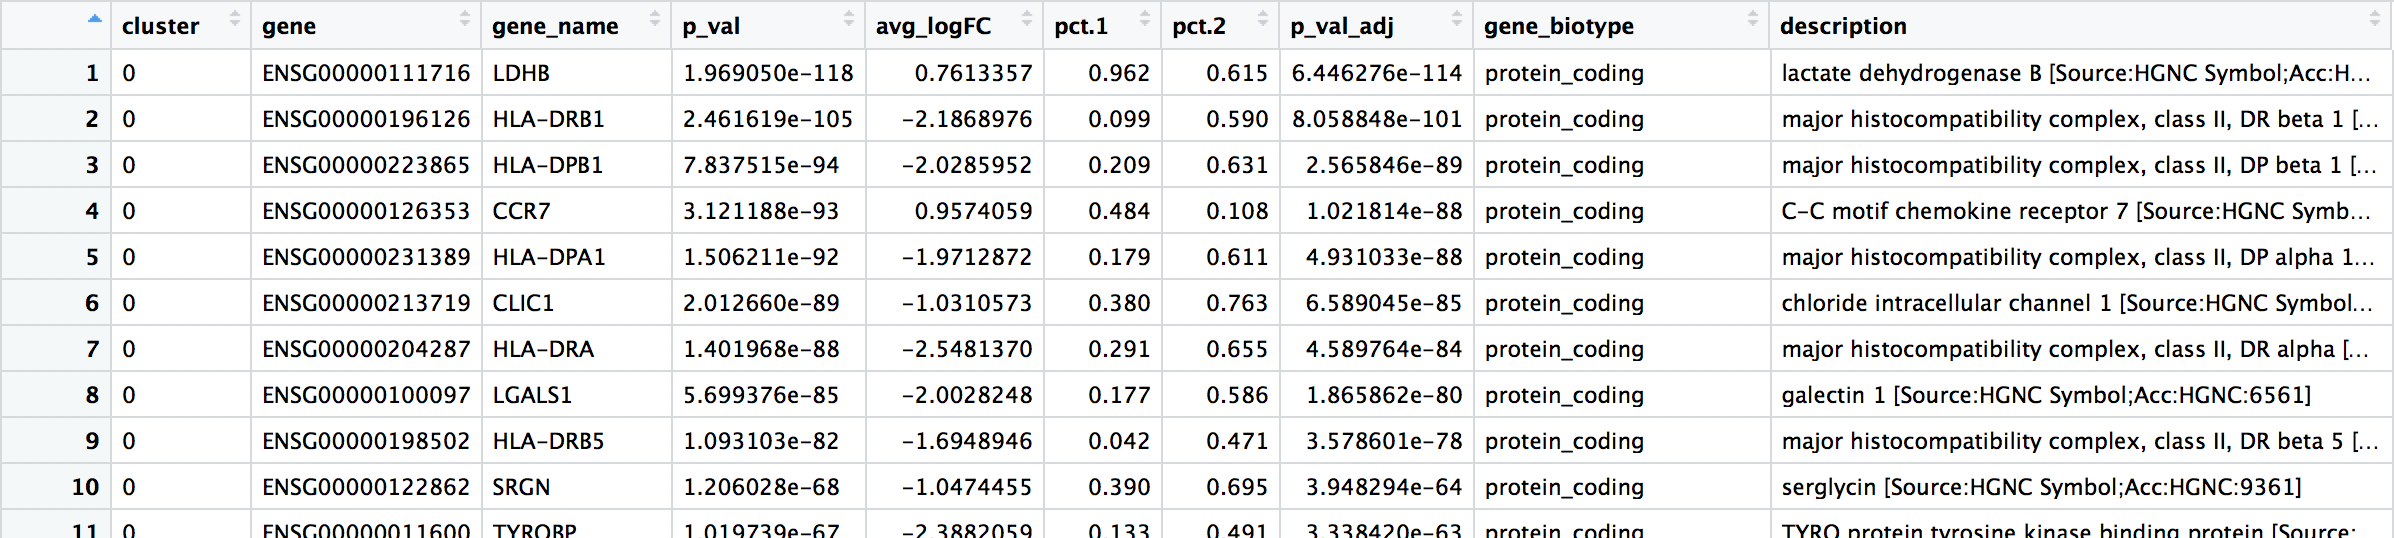 cluster gene gene_name p_val avg_logFC pct.1 pct.2 p_val_adj gene_biotype description
1 0 ENSG00000111716 LDHB 1.969050e-118 0.7613357 0.962 0.615 6.446276e-114 protein_coding lactate dehydrogenase B [Source:HGNC Symbol;Acc:H...
2 0 ENSG00000196126 HLA-DRB1 2.461619e-105 -2.1868976 0.099 0.590 8.058848e-101 protein_coding major histocompatibility complex, class II, DR beta 1 [...
3 0 ENSG00000223865 HLA-DPB1 7.837515e-94 -2.0285952 0.209 0.631 2.565846e-89 protein_coding major histocompatibility complex, class II, DP beta 1 [...
4 0 ENSG00000126353 CCR7 3.121188e-93 0.9574059 0.484 0.108 1.021814e-88 protein_coding C-C motif chemokine receptor 7 [Source:HGNC Symb...
5 0 ENSG00000231389 HLA-DPA1 1.506211e-92 -1.9712872 0.179 0.611 4.931033e-88 protein_coding major histocompatibility complex, class II, DP alpha 1...
6 0 ENSG00000213719 CLIC1 2.012660e-89 -1.0310573 0.380 0.763 6.589045e-85 protein_coding chloride intracellular channel 1 [Source:HGNC Symbol...
7 0 ENSG00000204287 HLA-DRA 1.401968e-88 -2.5481370 0.291 0.655 4.589764e-84 protein_coding major histocompatibility complex, class II, DR alpha [...
8 0 ENSG00000100097 LGALS1 5.699376e-85 -2.0028248 0.177 0.586 1.865862e-80 protein_coding galectin 1 [Source:HGNC Symbol;Acc:HGNC:6561]
9 0 ENSG00000198502 HLA-DRB5 1.093103e-82 -1.6948946 0.042 0.471 3.578601e-78 protein_coding major histocompatibility complex, class II, DR beta 5 [...
10 0 ENSG00000122862 SRGN 1.206028e-68 -1.0474455 0.390 0.695 3.948294e-64 protein_coding serglycin [Source:HGNC Symbol;Acc:HGNC:9361]
11 0 ENSG00000011600 TYROBP 1.019739e-67 -2.3882059 0.133 0.491 3.338420e-63 protein_coding TYRO protein tyrosine kinase binding protein [Source: